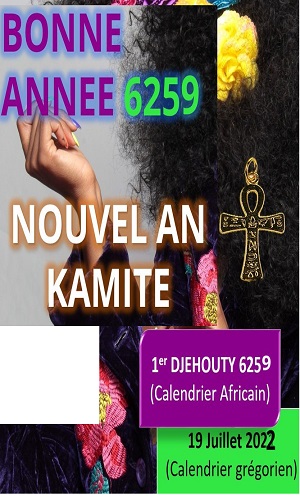 BONNE
ANNEE 6259
NOUVEL AN
KAMITE
1er DJEHOUTY 6259
(Calendrier Africain)
19 Juillet 2022
(Calendrier grégorien)